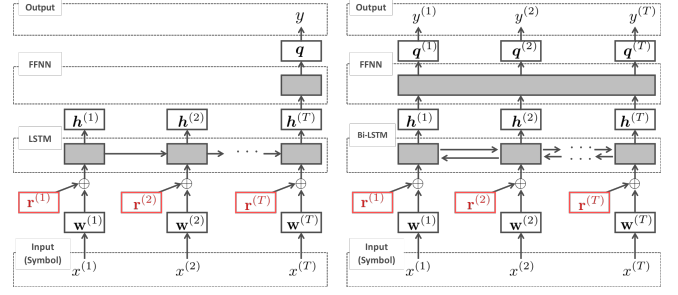 Output
y
q
FFNN
h^(1) h^(2) h^(T)
LSTM
· · ·
r^(1) r^(2) r^(T)
w^(1) w^(2) w^(T)
Input
(Symbol)
x^(1) x^(2) x^(T)
Output
y^(1) y^(2) y^(T)
q^(1) q^(2) q^(T)
FFNN
h^(1) h^(2) h^(T)
Bi-LSTM
· · ·
· · ·
r^(1) r^(2) r^(T)
w^(1) w^(2) w^(T)
Input
(Symbol)
x^(1) x^(2) x^(T)